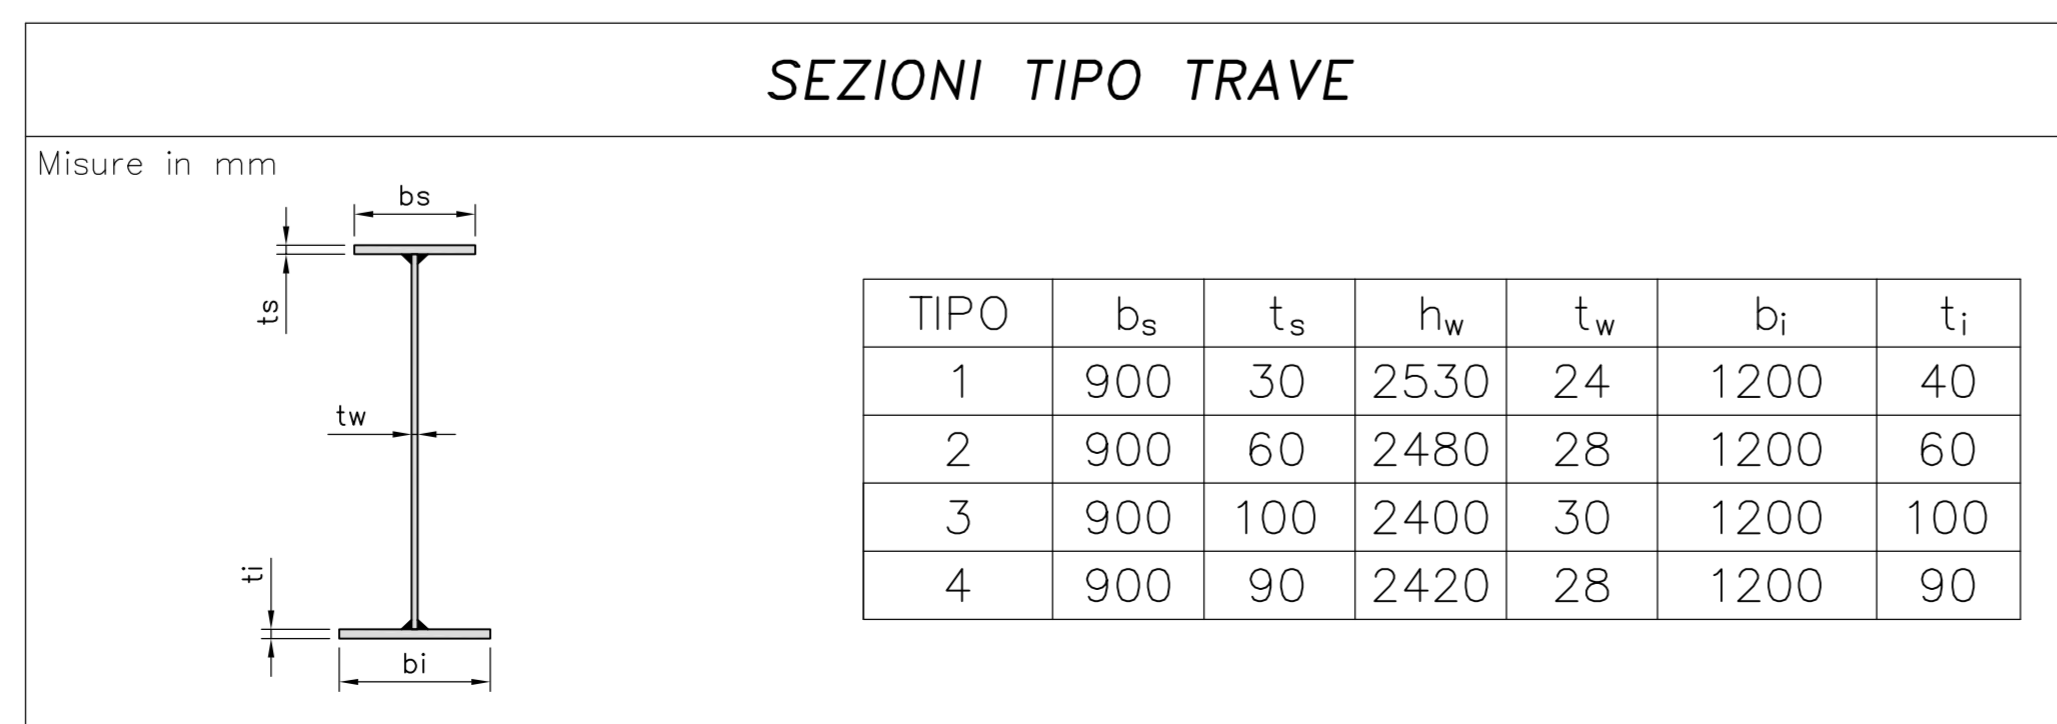 SEZIONI TIPO TRAVE
Misure in mm
bs
ts
tw
ti
bi
TIPO bs ts hw tw bi ti
1 900 30 2530 24 1200 40
2 900 60 2480 28 1200 60
3 900 100 2400 30 1200 100
4 900 90 2420 28 1200 90